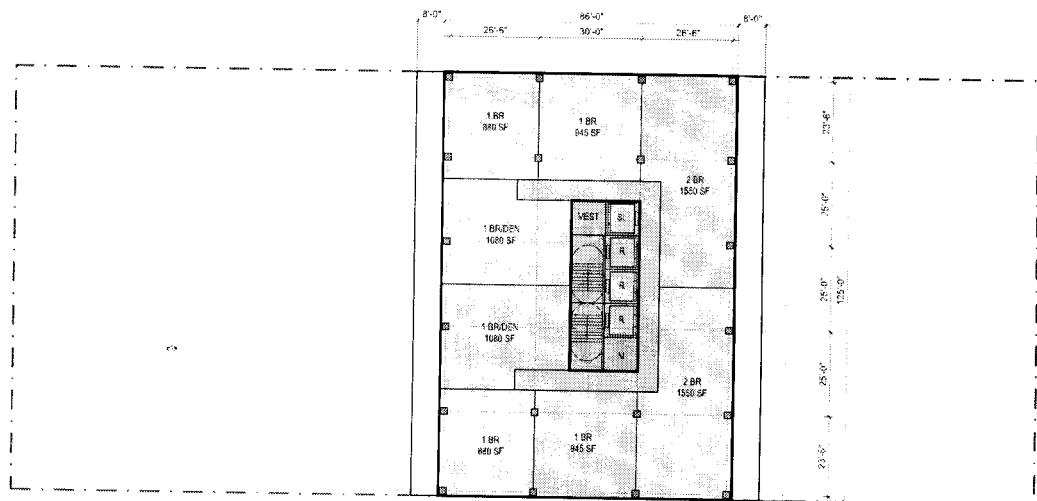 8'-0"
86'-0"
8'-0"
26'-6"
30'-0"
26'-6"
1 BR
880 SF
1 BR
945 SF
23'-6"
2 BR
1550 SF
25'-0"
VEST
1 BR/DEN
1080 SF
R
R
25'-0"
125'-0"
1 BR/DEN
1080 SF
R
25'-0"
2 BR
1550 SF
1 BR
880 SF
1 BR
945 SF
23'-6"